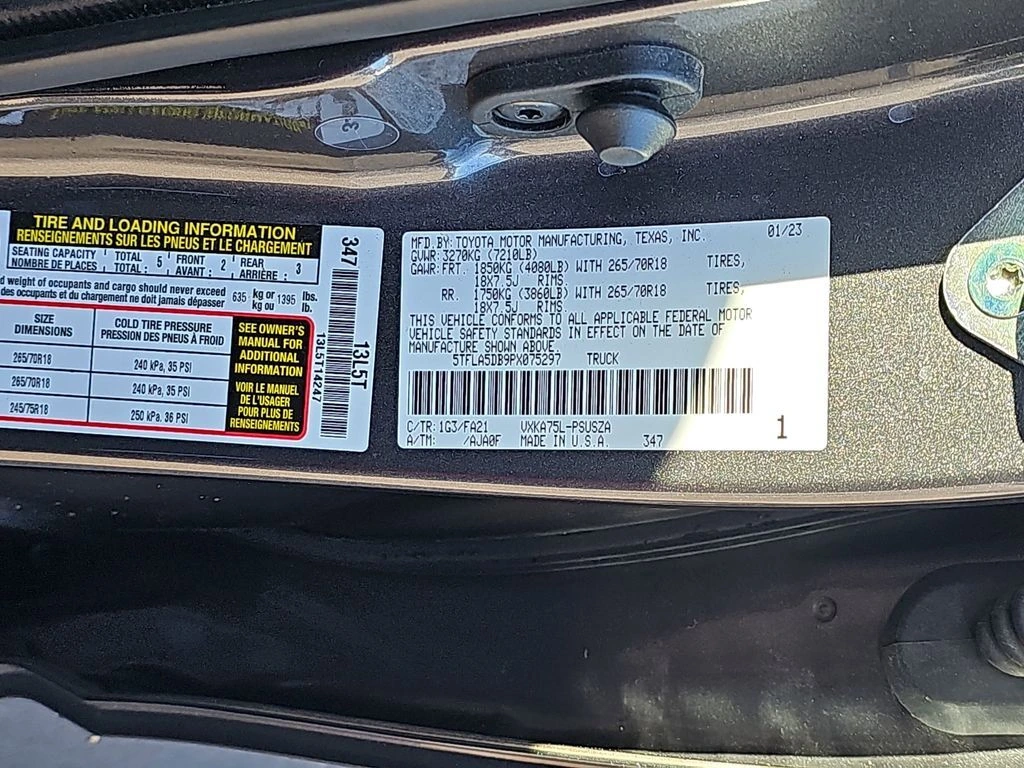 TIRE AND LOADING INFORMATION
RENSEIGNEMENTS SUR LES PNEUS ET LE CHARGEMENT
SEATING CAPACITY TOTAL : 5 FRONT : 2 REAR : 3
NOMBRE DE PLACES TOTAL : 5 AVANT : 2 ARRIÈRE : 3
weight of occupants and cargo should never exceed 635 kg or 1395 lbs.
des occupants et du chargement ne doit jamais dépasser kg ou lb.
SIZE COLD TIRE PRESSURE
DIMENSIONS PRESSION DES PNEUS À FROID
265/70R18 240 kPa, 35 PSI
265/70R18 240 kPa, 35 PSI
245/75R18 250 kPa, 36 PSI
SEE OWNER'S
MANUAL FOR
ADDITIONAL
INFORMATION
VOIR LE MANUEL
DE L'USAGER
POUR PLUS DE
RENSEIGNEMENTS
347 13L5T
13L5T14247
MFD.BY:TOYOTA MOTOR MANUFACTURING, TEXAS, INC. 01/23
GVWR:3270KG (7210LB)
GAWR:FRT. 1850KG (4080LB) WITH 265/70R18 TIRES,
18X7.5J RIMS
RR. 1750KG (3860LB) WITH 265/70R18 TIRES,
18X7.5J RIMS
THIS VEHICLE CONFORMS TO ALL APPLICABLE FEDERAL MOTOR
VEHICLE SAFETY STANDARDS IN EFFECT ON THE DATE OF
MANUFACTURE SHOWN ABOVE.
5TFLA5DB9PX075297 TRUCK
C/TR:1G3/FA21 VXKA75L-PSUSZA
A/TM: /AJA0F MADE IN U.S.A. 347 1